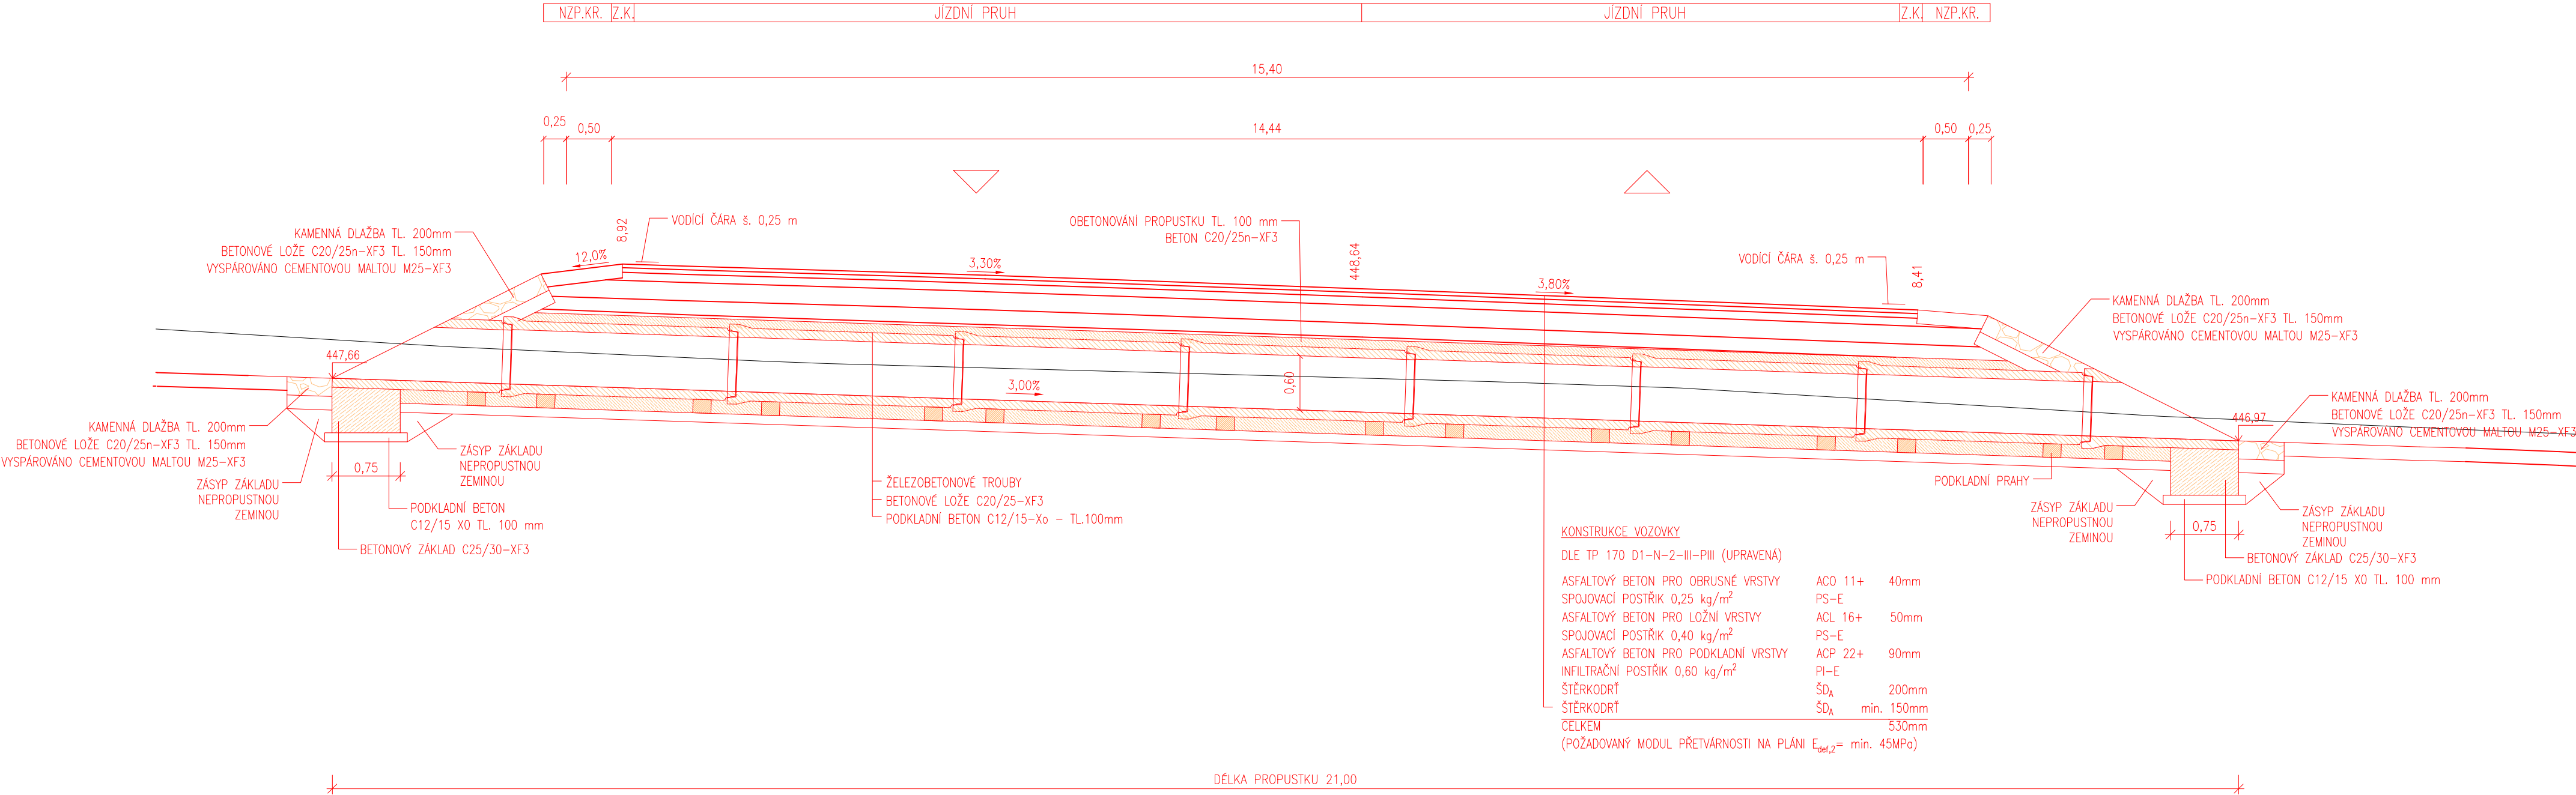 NZP.KR. Z.K. JÍZDNÍ PRUH JÍZDNÍ PRUH Z.K. NZP.KR.
15,40
0,25 0,50 14,44 0,50 0,25
8,92
VODÍCÍ ČÁRA š. 0,25 m
OBETONOVÁNÍ PROPUSTKU TL. 100 mm
BETON C20/25n-XF3
448,64
KAMENNÁ DLAŽBA TL. 200mm
BETONOVÉ LOŽE C20/25n-XF3 TL. 150mm
VYSPÁROVÁNO CEMENTOVOU MALTOU M25-XF3
12,0%
3,30%
3,80%
VODÍCÍ ČÁRA š. 0,25 m
8,41
KAMENNÁ DLAŽBA TL. 200mm
BETONOVÉ LOŽE C20/25n-XF3 TL. 150mm
VYSPÁROVÁNO CEMENTOVOU MALTOU M25-XF3
447,66
3,00%
0,60
446,97
KAMENNÁ DLAŽBA TL. 200mm
BETONOVÉ LOŽE C20/25n-XF3 TL. 150mm
VYSPÁROVÁNO CEMENTOVOU MALTOU M25-XF3
KAMENNÁ DLAŽBA TL. 200mm
BETONOVÉ LOŽE C20/25n-XF3 TL. 150mm
VYSPÁROVÁNO CEMENTOVOU MALTOU M25-XF3
0,75
ZÁSYP ZÁKLADU
NEPROPUSTNOU
ZEMINOU
ZÁSYP ZÁKLADU
NEPROPUSTNOU
ZEMINOU
PODKLADNÍ BETON
C12/15 X0 TL. 100 mm
BETONOVÝ ZÁKLAD C25/30-XF3
ŽELEZOBETONOVÉ TROUBY
BETONOVÉ LOŽE C20/25-XF3
PODKLADNÍ BETON C12/15-Xo - TL.100mm
PODKLADNÍ PRAHY
ZÁSYP ZÁKLADU
NEPROPUSTNOU
ZEMINOU
0,75
ZÁSYP ZÁKLADU
NEPROPUSTNOU
ZEMINOU
BETONOVÝ ZÁKLAD C25/30-XF3
PODKLADNÍ BETON C12/15 X0 TL. 100 mm
KONSTRUKCE VOZOVKY
DLE TP 170 D1-N-2-III-PIII (UPRAVENÁ)
ASFALTOVÝ BETON PRO OBRUSNÉ VRSTVY ACO 11+ 40mm
SPOJOVACÍ POSTŘIK 0,25 kg/m² PS-E
ASFALTOVÝ BETON PRO LOŽNÍ VRSTVY ACL 16+ 50mm
SPOJOVACÍ POSTŘIK 0,40 kg/m² PS-E
ASFALTOVÝ BETON PRO PODKLADNÍ VRSTVY ACP 22+ 90mm
INFILTRAČNÍ POSTŘIK 0,60 kg/m² PI-E
ŠTĚRKODRŤ ŠDA 200mm
ŠTĚRKODRŤ ŠDA min. 150mm
CELKEM 530mm
(POŽADOVANÝ MODUL PŘETVÁRNOSTI NA PLÁNI Edef,2= min. 45MPa)
DÉLKA PROPUSTKU 21,00